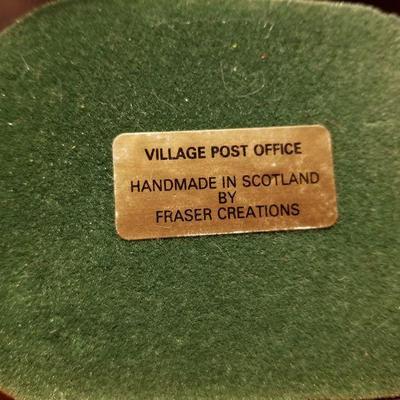 VILLAGE POST OFFICE
HANDMADE IN SCOTLAND
BY
FRASER CREATIONS